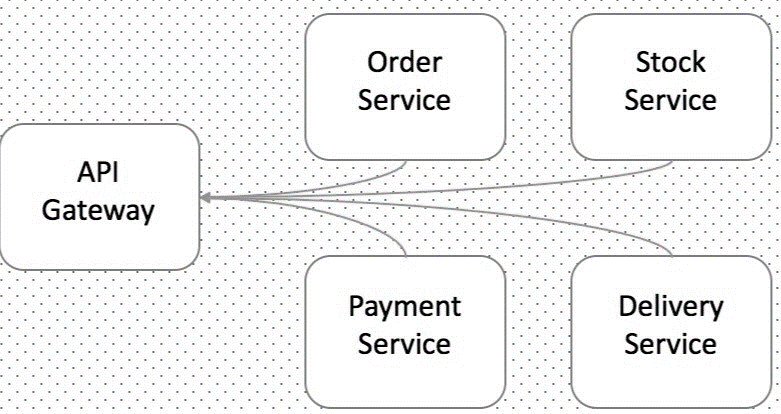 Order
Service
Stock
Service
API
Gateway
Payment
Service
Delivery
Service